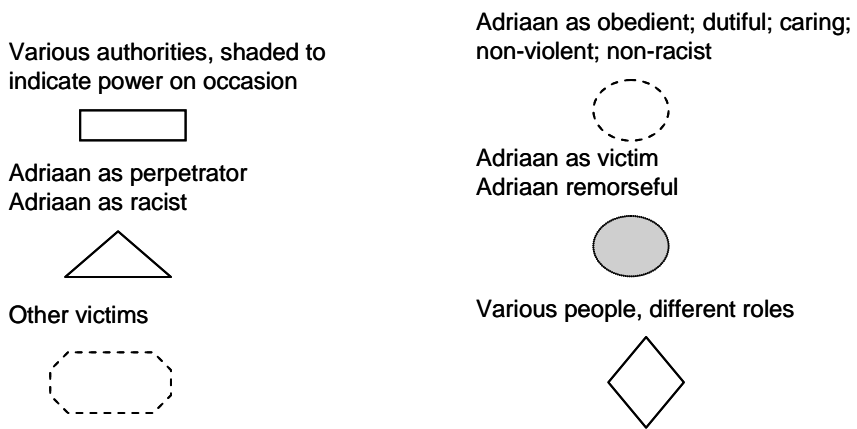 Various authorities, shaded to
indicate power on occasion
Adriaan as perpetrator
Adriaan as racist
Other victims
Adriaan as obedient; dutiful; caring;
non-violent; non-racist
Adriaan as victim
Adriaan remorseful
Various people, different roles